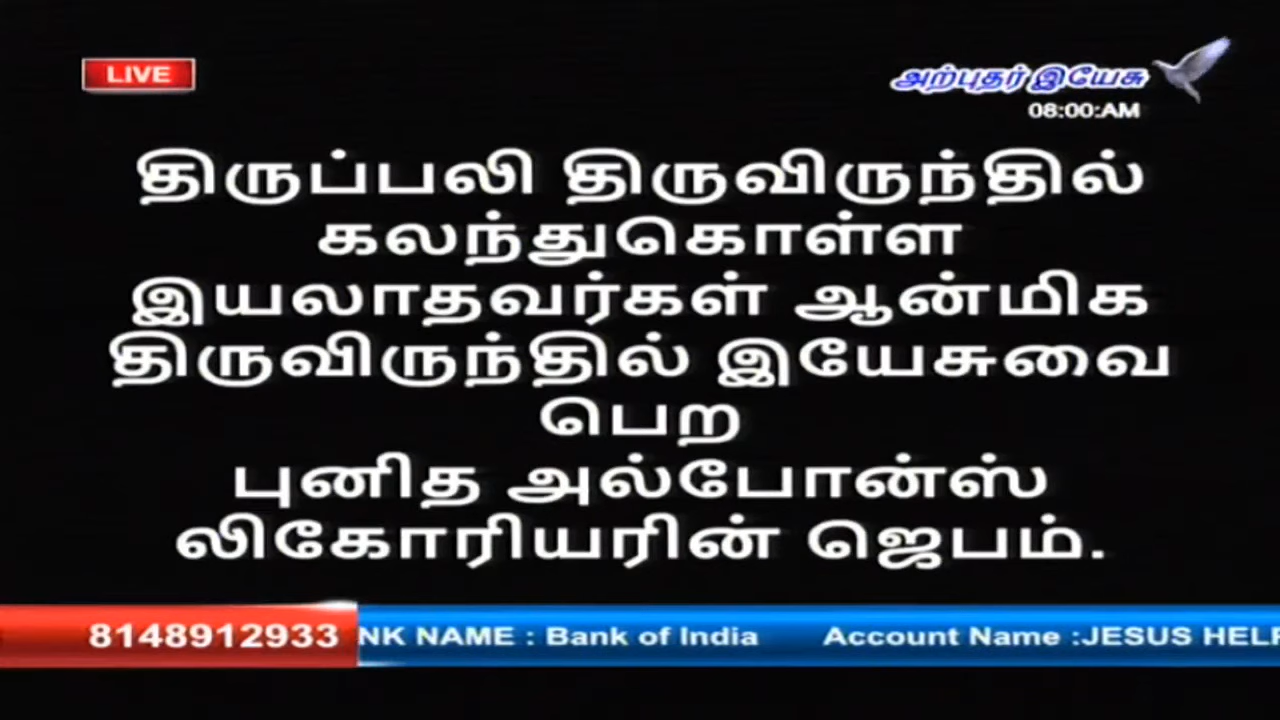 LIVE
அற்புதர் இயேசு
08:00:AM
திருப்பலி திருவிருந்தில்
கலந்துகொள்ள
இயலாதவர்கள் ஆன்மிக
திருவிருந்தில் இயேசுவை
பெற
புனித அல்போன்ஸ்
லிகோரியரின் ஜெபம்.
8148912933 NK NAME : Bank of India Account Name :JESUS HELP